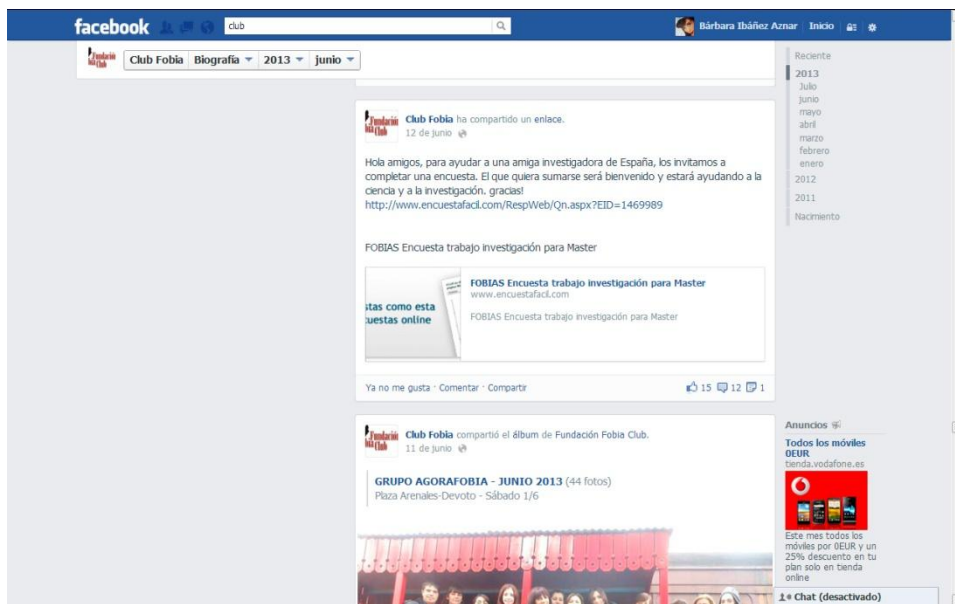 facebook
club
Bárbara Ibáñez Aznar Inicio
Fundación
Club Fobia Biografía 2013 junio
Reciente
2013
Julio
junio
mayo
abril
marzo
febrero
enero
2012
2011
Nacimiento
Fundación
Club Fobia ha compartido un enlace.
12 de junio
Hola amigos, para ayudar a una amiga investigadora de España, los invitamos a
completar una encuesta. El que quiera sumarse será bienvenido y estará ayudando a la
ciencia y a la investigación. gracias!
http://www.encuestafacil.com/RespWeb/Qn.aspx?EID=1469989
FOBIAS Encuesta trabajo investigación para Master
stas como esta
cuestas online
FOBIAS Encuesta trabajo investigación para Master
www.encuestafacil.com
FOBIAS Encuesta trabajo investigación para Master
Ya no me gusta · Comentar · Compartir
15 12 1
Fundación
Club Fobia compartió el álbum de Fundación Fobia Club.
11 de junio
GRUPO AGORAFOBIA - JUNIO 2013 (44 fotos)
Plaza Arenales-Devoto - Sábado 1/6
Anuncios
Todos los móviles
0EUR
tienda.vodafone.es
Este mes todos los
móviles por 0EUR y un
25% descuento en tu
plan solo en tienda
online
Chat (desactivado)